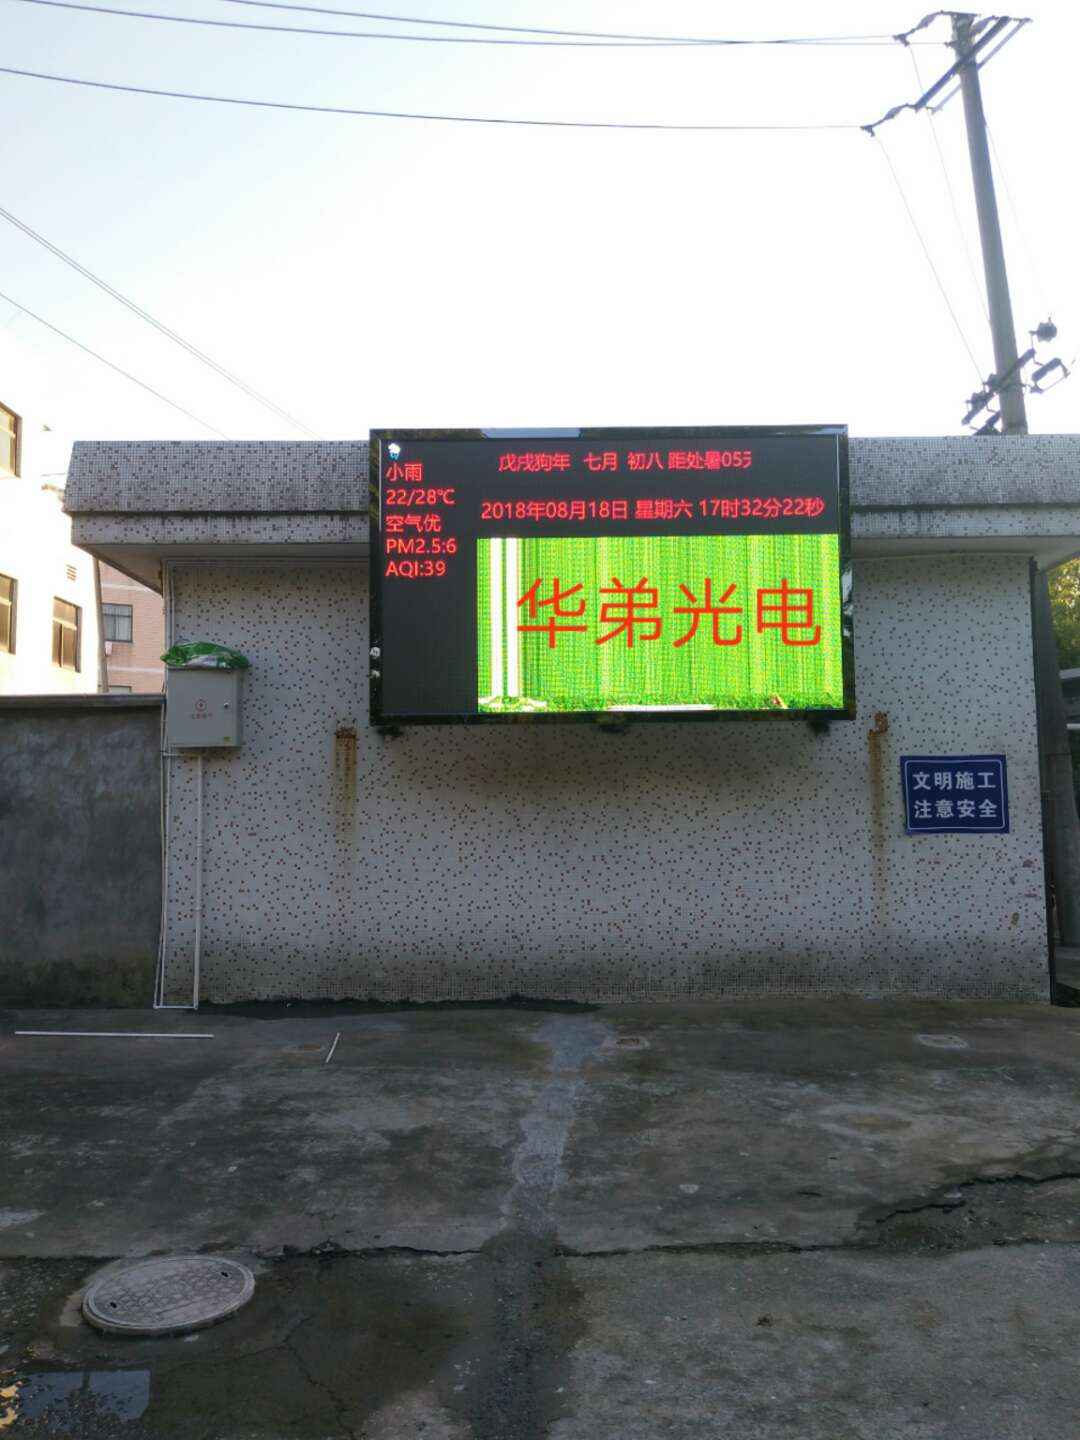 小雨
22/28℃
空气优
PM2.5:6
AQI:39
戊戌狗年 七月 初八 距处暑05
2018年08月18日 星期六 17时32分22秒
华弟光电
文明施工
注意安全